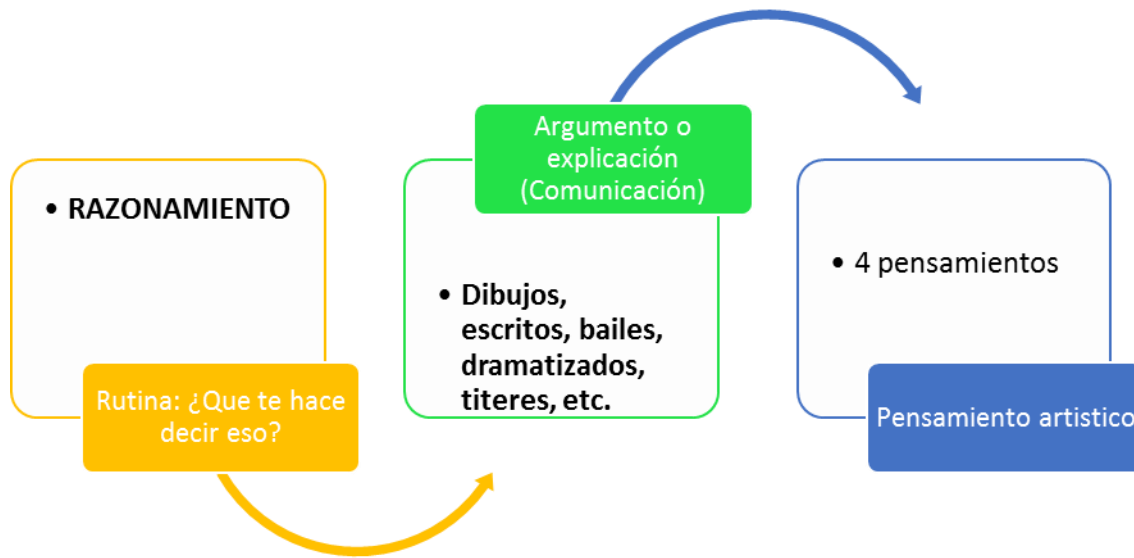 • RAZONAMIENTO
Rutina: ¿Que te hace
decir eso?
Argumento o
explicación
(Comunicación)
• Dibujos,
escritos, bailes,
dramatizados,
titeres, etc.
• 4 pensamientos
Pensamiento artistico